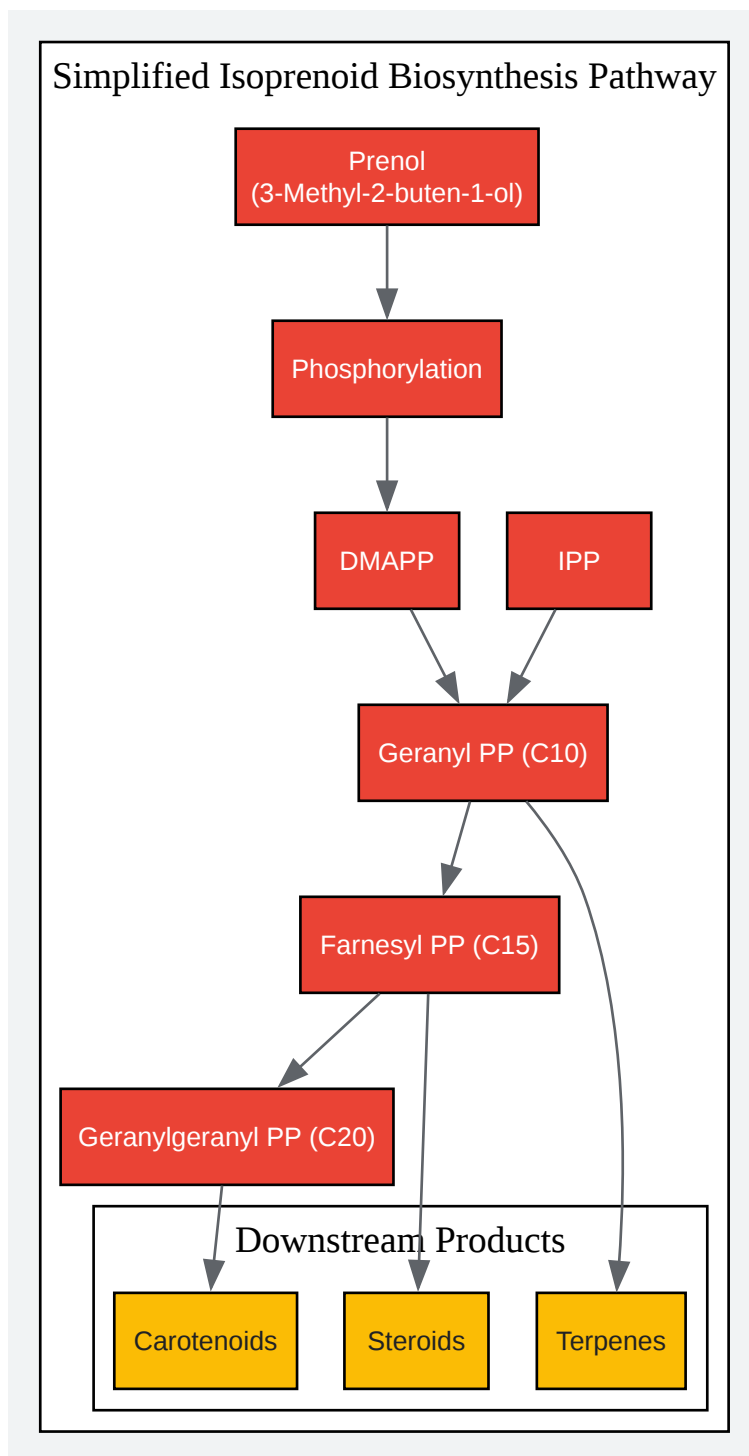 Simplified Isoprenoid Biosynthesis Pathway
Prenol
(3-Methyl-2-buten-1-ol)
Phosphorylation
DMAPP
IPP
Geranyl PP (C10)
Farnesyl PP (C15)
Geranylgeranyl PP (C20)
Downstream Products
Carotenoids
Steroids
Terpenes